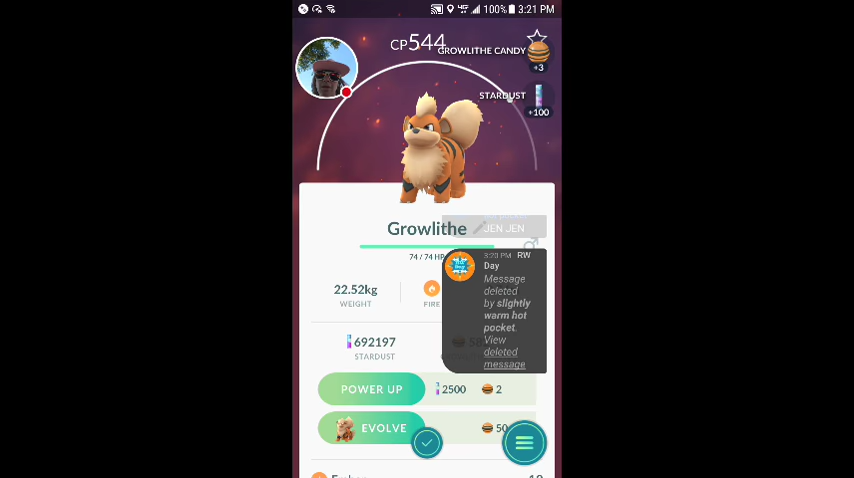 100% 3:21 PM
CP544
GROWLITHE CANDY
+3
STARDUST
+100
Growlithe
JEN JEN
74 / 74 HP
3:20 PM RW
Day
Message
deleted
by slightly
warm hot
pocket.
View
deleted
message
22.52kg
WEIGHT
FIRE
692197
STARDUST
POWER UP
2500
2
EVOLVE
50